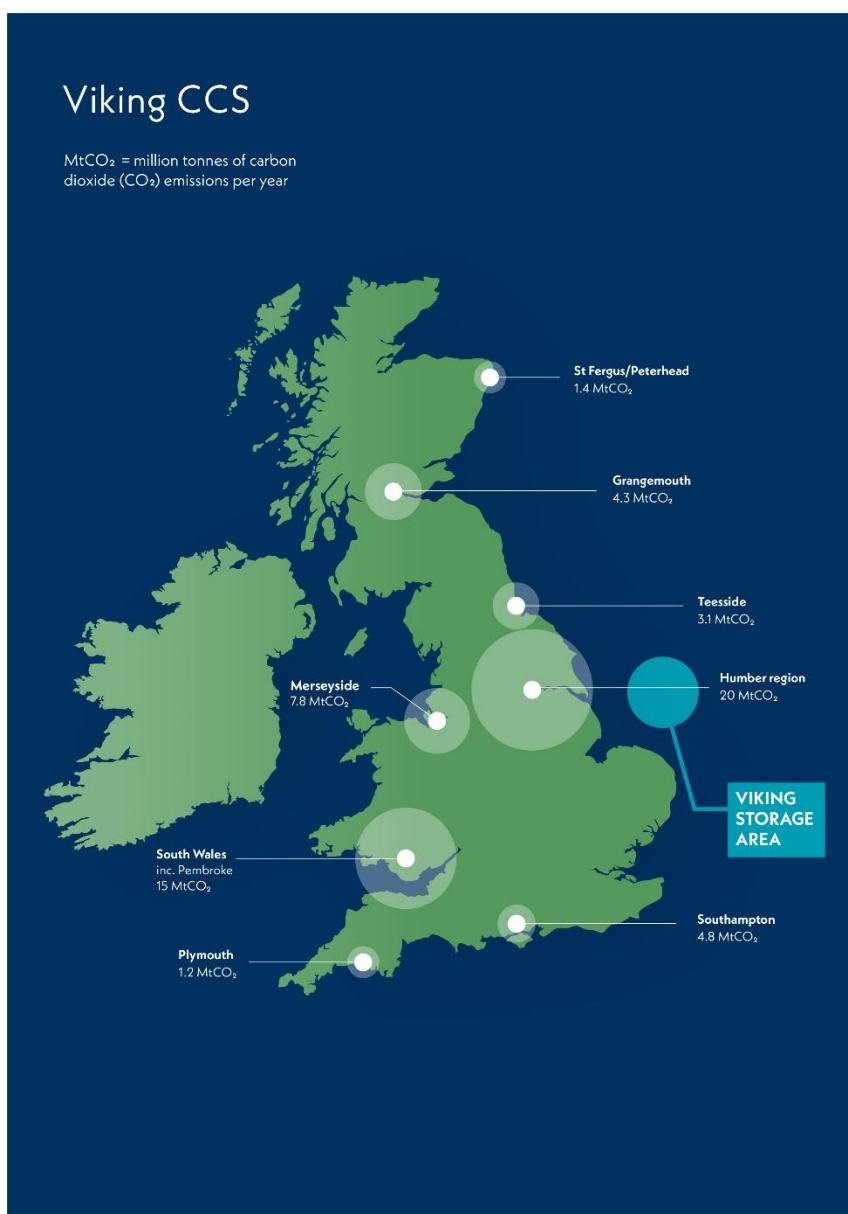 Viking CCS
MtCO₂ = million tonnes of carbon
dioxide (CO₂) emissions per year
St Fergus/Peterhead
1.4 MtCO₂
Grangemouth
4.3 MtCO₂
Teesside
3.1 MtCO₂
Humber region
20 MtCO₂
Merseyside
7.8 MtCO₂
VIKING
STORAGE
AREA
South Wales
inc. Pembroke
15 MtCO₂
Southampton
4.8 MtCO₂
Plymouth
1.2 MtCO₂